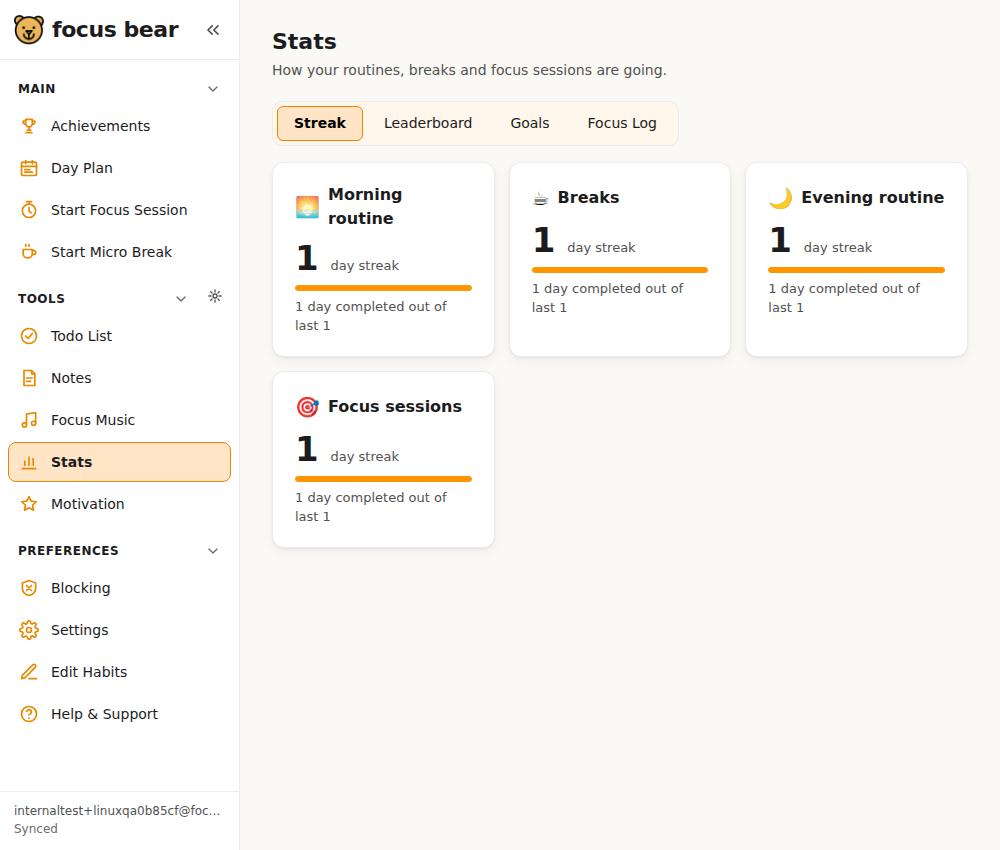 focus bear
MAIN
Achievements
Day Plan
Start Focus Session
Start Micro Break
TOOLS
Todo List
Notes
Focus Music
Stats
Motivation
PREFERENCES
Blocking
Settings
Edit Habits
Help & Support
internaltest+linuxqa0b85cf@foc...
Synced
Stats
How your routines, breaks and focus sessions are going.
Streak
Leaderboard
Goals
Focus Log
Morning
routine
1 day streak
1 day completed out of
last 1
Breaks
1 day streak
1 day completed out of
last 1
Evening routine
1 day streak
1 day completed out of
last 1
Focus sessions
1 day streak
1 day completed out of
last 1